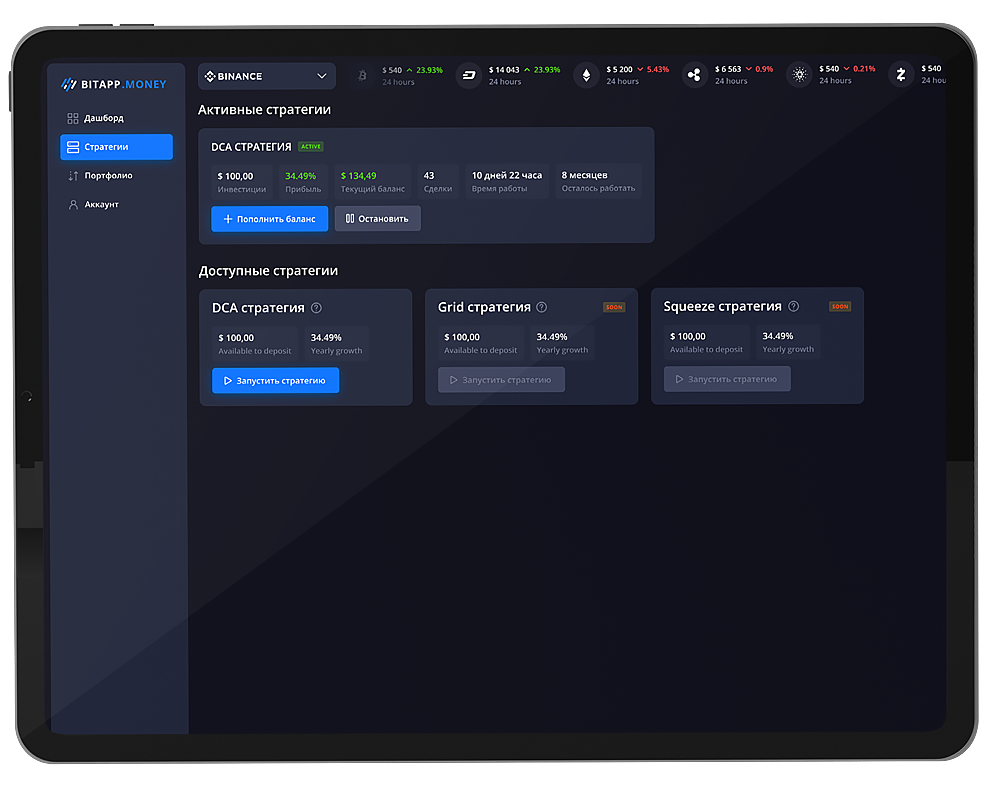 BITAPP.MONEY
Дашборд
Стратегии
Портфолио
Аккаунт
BINANCE
$ 540 23.93%
24 hours
$ 14 043 23.93%
24 hours
$ 5 200 5.43%
24 hours
$ 6 563 0.9%
24 hours
$ 540 0.21%
24 hours
$ 540
24 hou
Активные стратегии
DCA СТРАТЕГИЯ ACTIVE
$ 100,00
Инвестиции
34.49%
Прибыль
$ 134,49
Текущий баланс
43
Сделки
10 дней 22 часа
Время работы
8 месяцев
Осталось работать
Пополнить баланс
Остановить
Доступные стратегии
DCA стратегия
$ 100,00
Available to deposit
34.49%
Yearly growth
Запустить стратегию
Grid стратегия SOON
$ 100,00
Available to deposit
34.49%
Yearly growth
Запустить стратегию
Squeeze стратегия SOON
$ 100,00
Available to deposit
34.49%
Yearly growth
Запустить стратегию